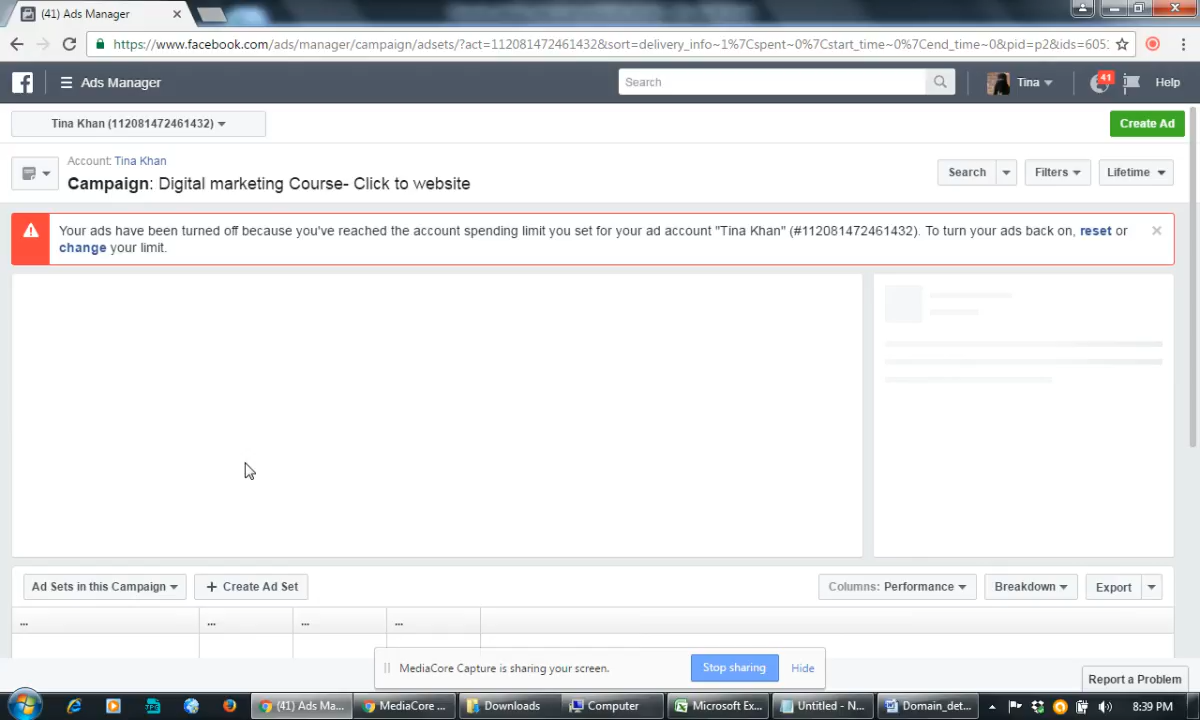 (41) Ads Manager
https://www.facebook.com/ads/manager/campaign/adsets/?act=112081472461432&sort=delivery_info~1%7Cspent~0%7Cstart_time~0%7Cend_time~0&pid=p2&ids=605
Ads Manager
Search
Tina
41
Help
Tina Khan (112081472461432)
Create Ad
Account: Tina Khan
Campaign: Digital marketing Course- Click to website
Search
Filters
Lifetime
Your ads have been turned off because you've reached the account spending limit you set for your ad account "Tina Khan" (#112081472461432). To turn your ads back on, reset or
change your limit.
Ad Sets in this Campaign
+ Create Ad Set
Columns: Performance
Breakdown
Export
... ... ... ...
MediaCore Capture is sharing your screen.
Stop sharing
Hide
Report a Problem
(41) Ads Ma...
MediaCore ...
Downloads
Computer
Microsoft Ex...
Untitled - N...
Domain_det...
8:39 PM